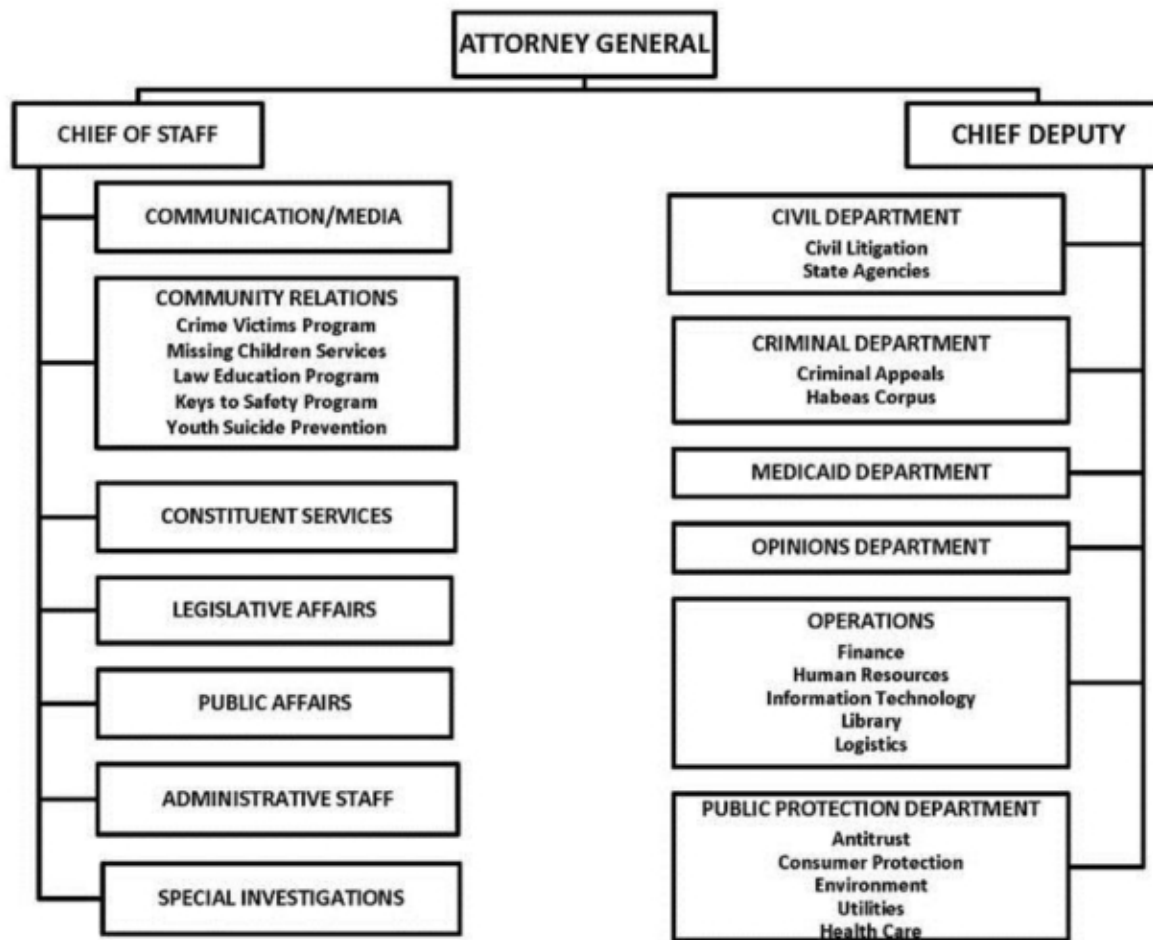 ATTORNEY GENERAL
CHIEF OF STAFF
COMMUNICATION/MEDIA
COMMUNITY RELATIONS
Crime Victims Program
Missing Children Services
Law Education Program
Keys to Safety Program
Youth Suicide Prevention
CONSTITUENT SERVICES
LEGISLATIVE AFFAIRS
PUBLIC AFFAIRS
ADMINISTRATIVE STAFF
SPECIAL INVESTIGATIONS
CHIEF DEPUTY
CIVIL DEPARTMENT
Civil Litigation
State Agencies
CRIMINAL DEPARTMENT
Criminal Appeals
Habeas Corpus
MEDICAID DEPARTMENT
OPINIONS DEPARTMENT
OPERATIONS
Finance
Human Resources
Information Technology
Library
Logistics
PUBLIC PROTECTION DEPARTMENT
Antitrust
Consumer Protection
Environment
Utilities
Health Care